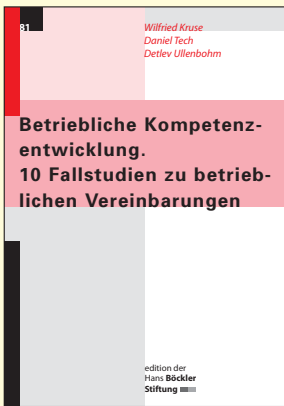 81
Wilfried Kruse
Daniel Tech
Detlev Ullenbohm
Betriebliche Kompetenz-
entwicklung.
10 Fallstudien zu betrieb-
lichen Vereinbarungen
edition der
Hans Böckler
Stiftung